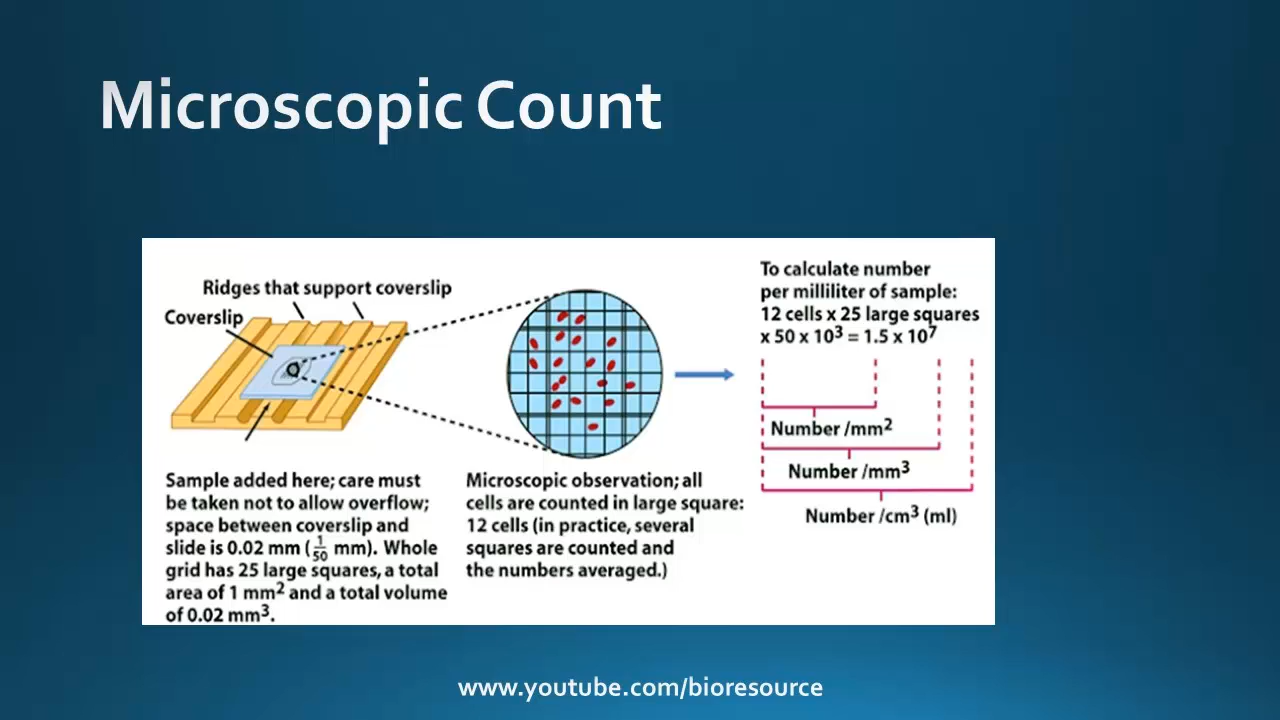 Microscopic Count
Ridges that support coverslip
Coverslip
Sample added here; care must
be taken not to allow overflow;
space between coverslip and
slide is 0.02 mm (1/50 mm). Whole
grid has 25 large squares, a total
area of 1 mm² and a total volume
of 0.02 mm³.
Microscopic observation; all
cells are counted in large square:
12 cells (in practice, several
squares are counted and
the numbers averaged.)
To calculate number
per milliliter of sample:
12 cells x 25 large squares
x 50 x 10³ = 1.5 x 10⁷
Number /mm²
Number /mm³
Number /cm³ (ml)
www.youtube.com/bioresource